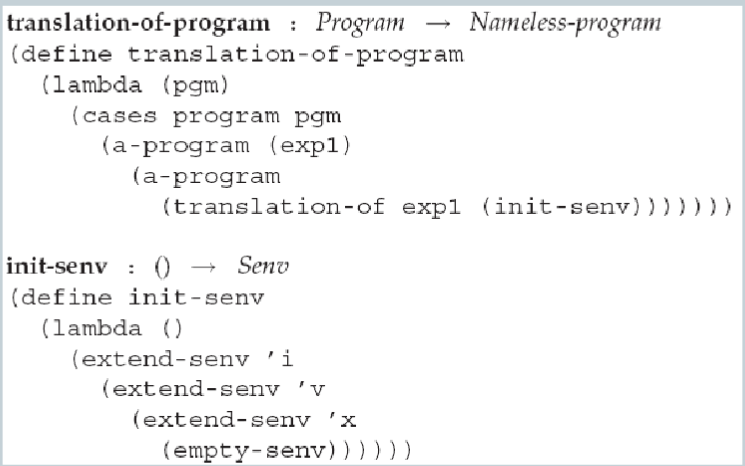 translation-of-program : Program → Nameless-program
(define translation-of-program
(lambda (pgm)
(cases program pgm
(a-program (exp1)
(a-program
(translation-of exp1 (init-senv)))))))
init-senv : () → Senv
(define init-senv
(lambda ()
(extend-senv 'i
(extend-senv 'v
(extend-senv 'x
(empty-senv))))))